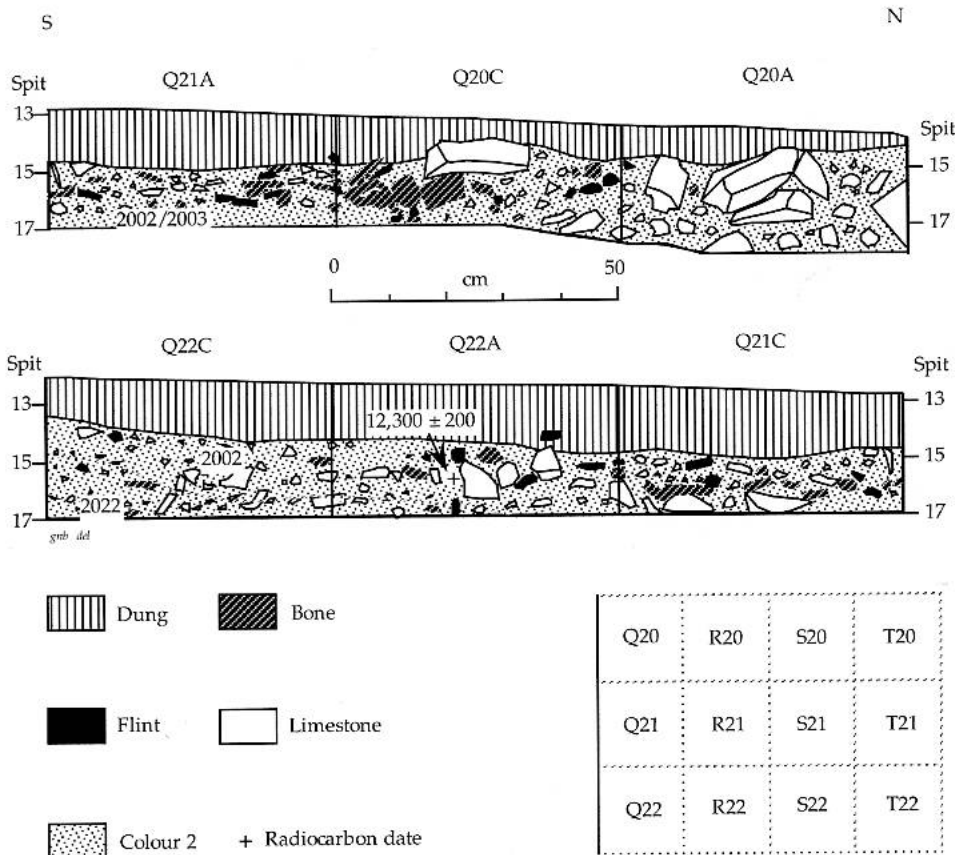 S N
Q21A Q20C Q20A
Spit
13
15
17
Spit
15
17
2002/2003
0 50
cm
Q22C Q22A Q21C
Spit
13
15
17
Spit
13
15
17
12,300 ± 200
2002
2022
gnb del
Dung Bone
Flint Limestone
Colour 2 + Radiocarbon date
Q20 R20 S20 T20
Q21 R21 S21 T21
Q22 R22 S22 T22